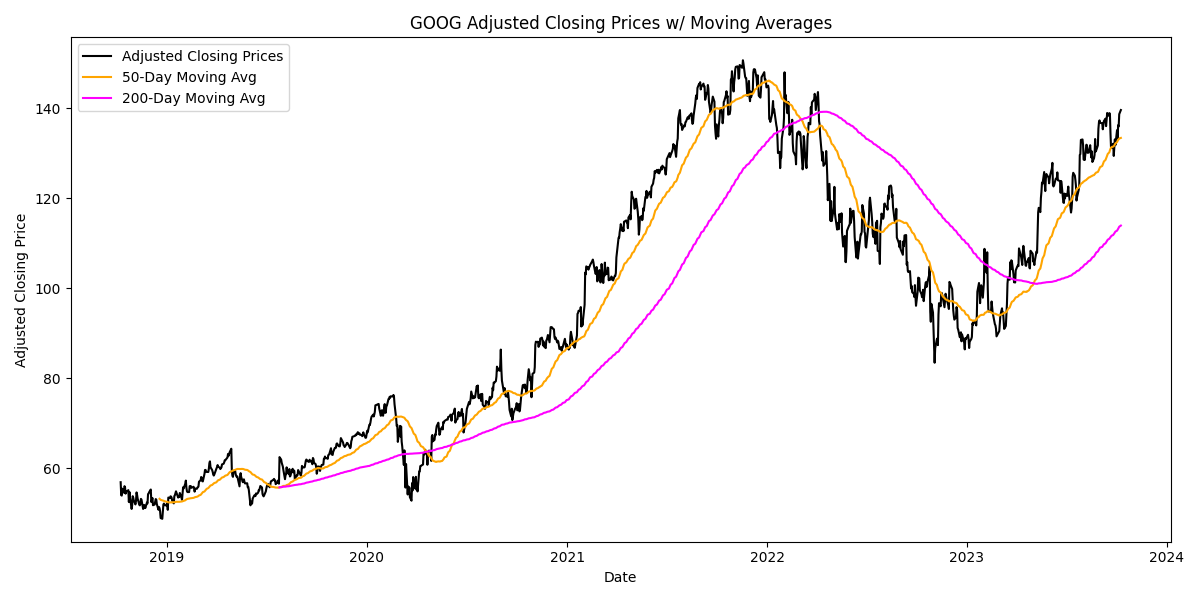 GOOG Adjusted Closing Prices w/ Moving Averages
Adjusted Closing Prices
50-Day Moving Avg
200-Day Moving Avg
Adjusted Closing Price
140
120
100
80
60
2019
2020
2021
2022
2023
2024
Date